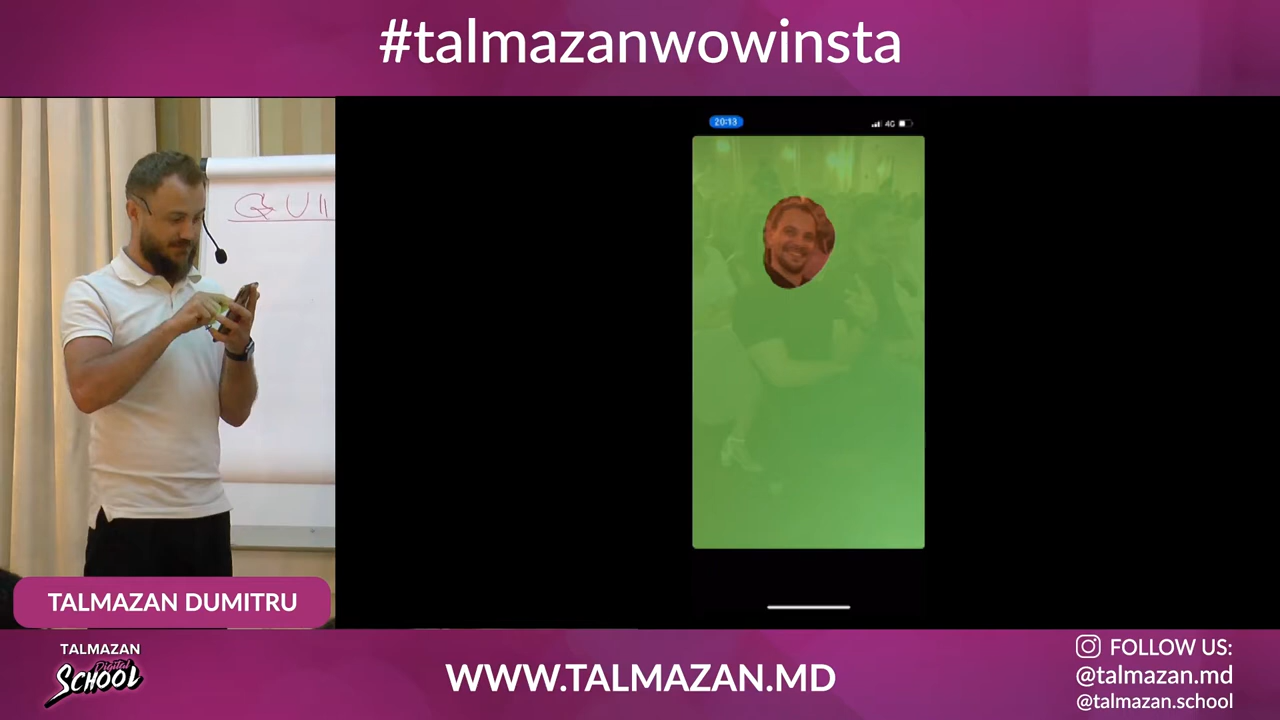 #talmazanwowinsta
20:13
4G
TALMAZAN DUMITRU
TALMAZAN
Digital
SCHOOL
WWW.TALMAZAN.MD
FOLLOW US:
@talmazan.md
@talmazan.school